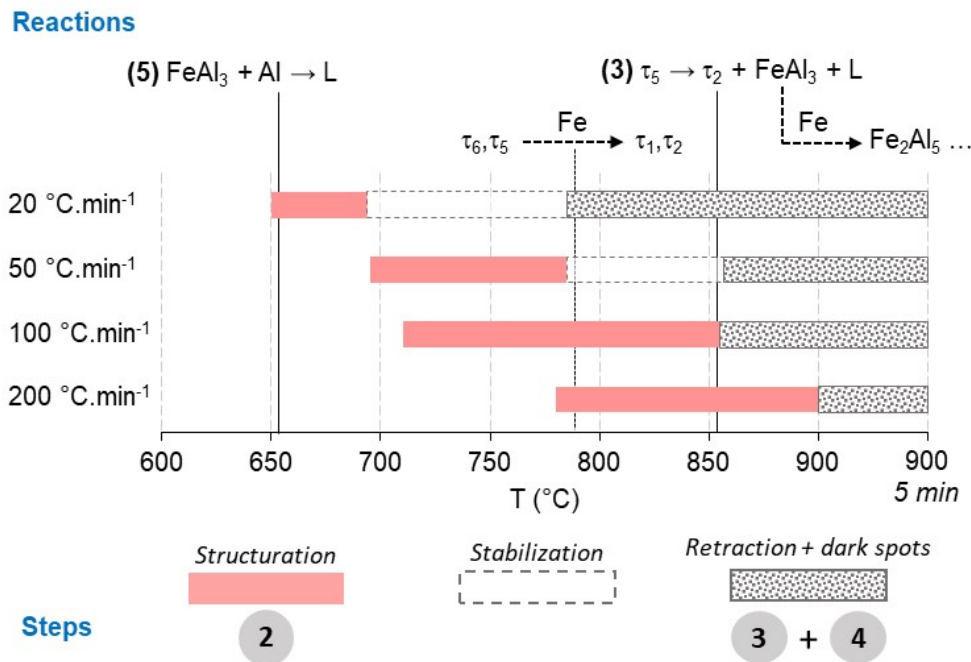 Reactions
(5) FeAl₃ + Al → L
(3) τ₅ → τ₂ + FeAl₃ + L
τ₆,τ₅ Fe τ₁,τ₂
Fe
Fe₂Al₅ ...
20 °C.min⁻¹
50 °C.min⁻¹
100 °C.min⁻¹
200 °C.min⁻¹
600 650 700 750 800 850 900 900
T (°C)
5 min
Structuration
Stabilization
Retraction + dark spots
Steps
2
3 + 4